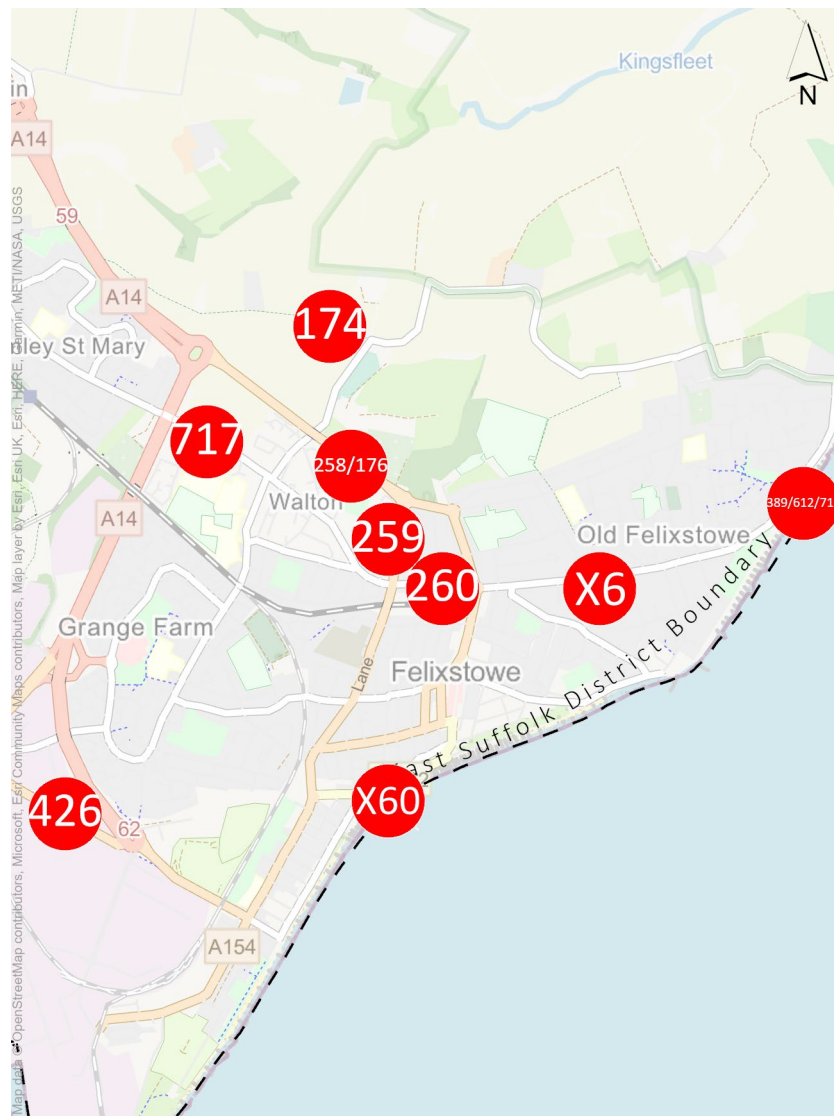 Kingsfleet
N
in
A14
59
A14
174
bley St Mary
717
258/176
Walton
389/612/71
259
Old Felixstowe
A14
260
X6
Grange Farm
Felixstowe
Lane
East Suffolk District Boundary
X60
426
62
A154
Map data © OpenStreetMap contributors, Microsoft, Esri Community Maps contributors, Map layer by Esri, Esri UK, Esri, HERE, Garmin, METI/NASA, USGS